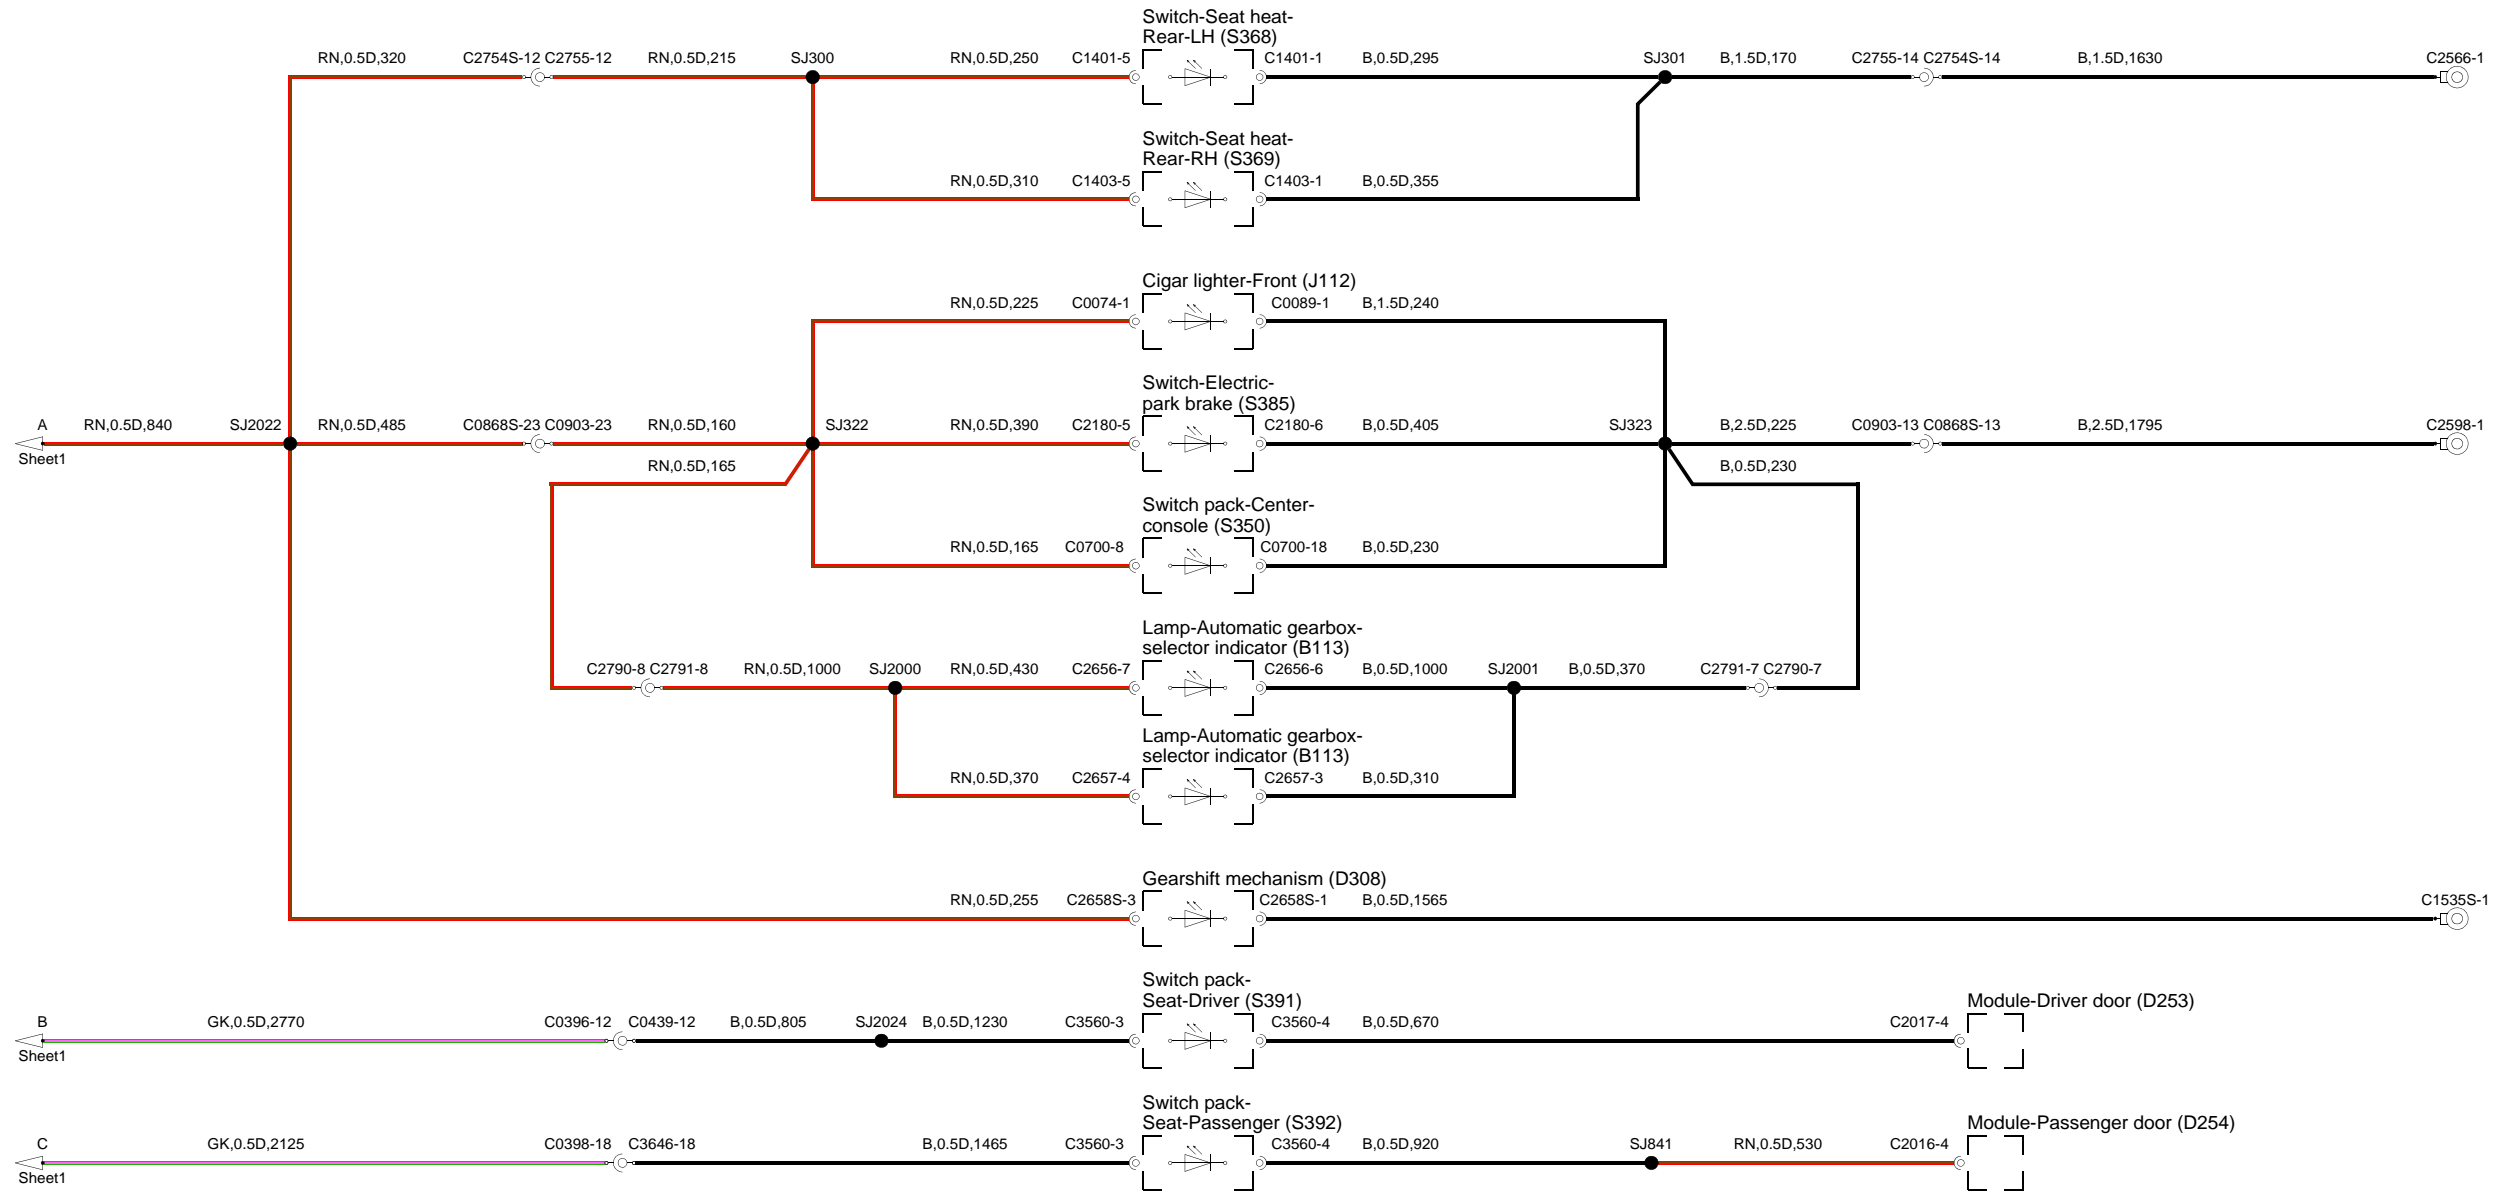 Switch-Seat heat-
Rear-LH (S368)
RN,0.5D,320 C2754S-12 C2755-12 RN,0.5D,215 SJ300 RN,0.5D,250 C1401-5 C1401-1 B,0.5D,295 SJ301 B,1.5D,170 C2755-14 C2754S-14 B,1.5D,1630 C2566-1
Switch-Seat heat-
Rear-RH (S369)
RN,0.5D,310 C1403-5 C1403-1 B,0.5D,355
Cigar lighter-Front (J112)
RN,0.5D,225 C0074-1 C0089-1 B,1.5D,240
Switch-Electric-
park brake (S385)
A RN,0.5D,840 SJ2022 RN,0.5D,485 C0868S-23 C0903-23 RN,0.5D,160 SJ322 RN,0.5D,390 C2180-5 C2180-6 B,0.5D,405 SJ323 B,2.5D,225 C0903-13 C0868S-13 B,2.5D,1795 C2598-1
Sheet1 RN,0.5D,165 B,0.5D,230
Switch pack-Center-
console (S350)
RN,0.5D,165 C0700-8 C0700-18 B,0.5D,230
Lamp-Automatic gearbox-
selector indicator (B113)
C2790-8 C2791-8 RN,0.5D,1000 SJ2000 RN,0.5D,430 C2656-7 C2656-6 B,0.5D,1000 SJ2001 B,0.5D,370 C2791-7 C2790-7
Lamp-Automatic gearbox-
selector indicator (B113)
RN,0.5D,370 C2657-4 C2657-3 B,0.5D,310
Gearshift mechanism (D308)
RN,0.5D,255 C2658S-3 C2658S-1 B,0.5D,1565 C1535S-1
Switch pack-
Seat-Driver (S391) Module-Driver door (D253)
B GK,0.5D,2770 C0396-12 C0439-12 B,0.5D,805 SJ2024 B,0.5D,1230 C3560-3 C3560-4 B,0.5D,670 C2017-4
Sheet1
Switch pack-
Seat-Passenger (S392) Module-Passenger door (D254)
C GK,0.5D,2125 C0398-18 C3646-18 B,0.5D,1465 C3560-3 C3560-4 B,0.5D,920 SJ841 RN,0.5D,530 C2016-4
Sheet1